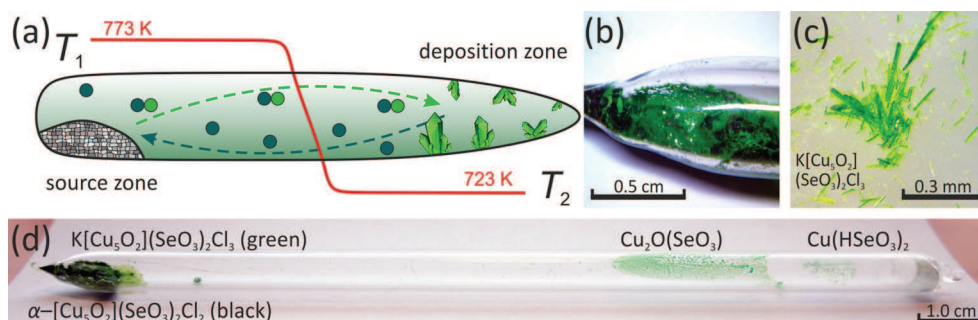 (a)
T₁
773 K
deposition zone
source zone
723 K
T₂
(b)
0.5 cm
(c)
K[Cu₅O₂]
(SeO₃)₂Cl₃
0.3 mm
(d)
K[Cu₅O₂](SeO₃)₂Cl₃ (green)
Cu₂O(SeO₃)
Cu(HSeO₃)₂
α–[Cu₅O₂](SeO₃)₂Cl₂ (black)
1.0 cm